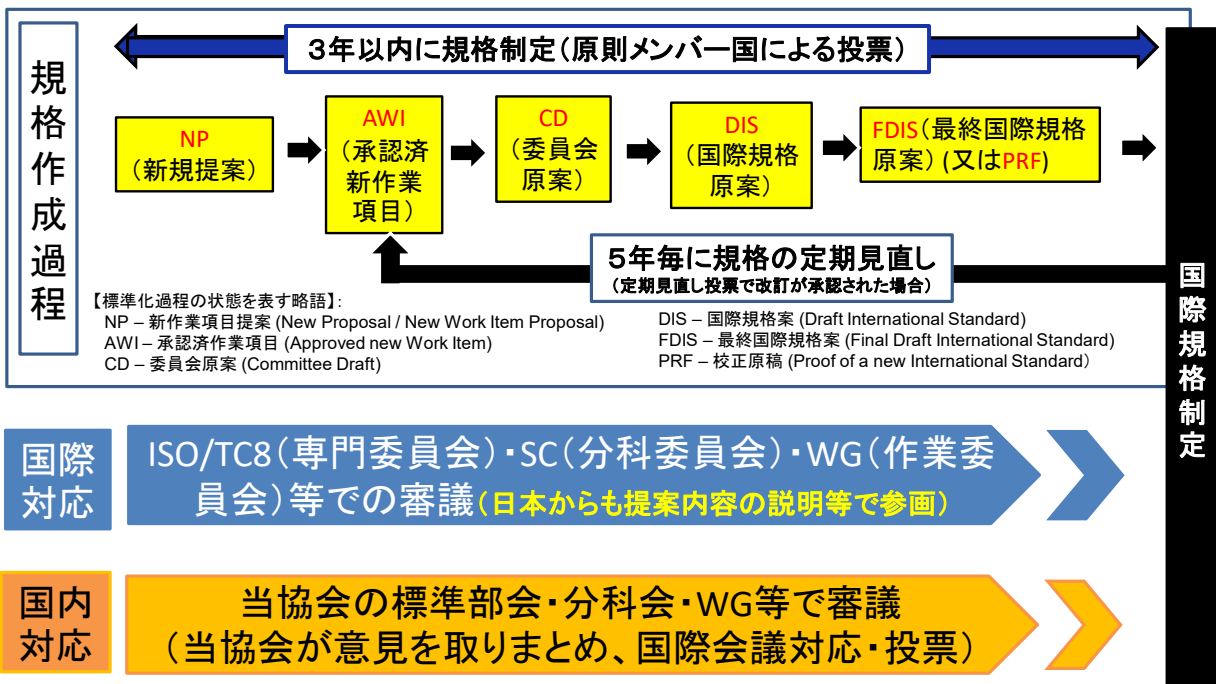 3年以内に規格制定(原則メンバー国による投票)
規格作成過程
NP
(新規提案)
AWI
(承認済
新作業
項目)
CD
(委員会
原案)
DIS
(国際規格
原案)
FDIS(最終国際規格
原案) (又はPRF)
5年毎に規格の定期見直し
(定期見直し投票で改訂が承認された場合)
【標準化過程の状態を表す略語】:
NP – 新作業項目提案 (New Proposal / New Work Item Proposal)
AWI – 承認済作業項目 (Approved new Work Item)
CD – 委員会原案 (Committee Draft)
DIS – 国際規格案 (Draft International Standard)
FDIS – 最終国際規格案 (Final Draft International Standard)
PRF – 校正原稿 (Proof of a new International Standard)
国際規格制定
国際
対応
ISO/TC8(専門委員会)・SC(分科委員会)・WG(作業委
員会)等での審議(日本からも提案内容の説明等で参画)
国内
対応
当協会の標準部会・分科会・WG等で審議
(当協会が意見を取りまとめ、国際会議対応・投票)